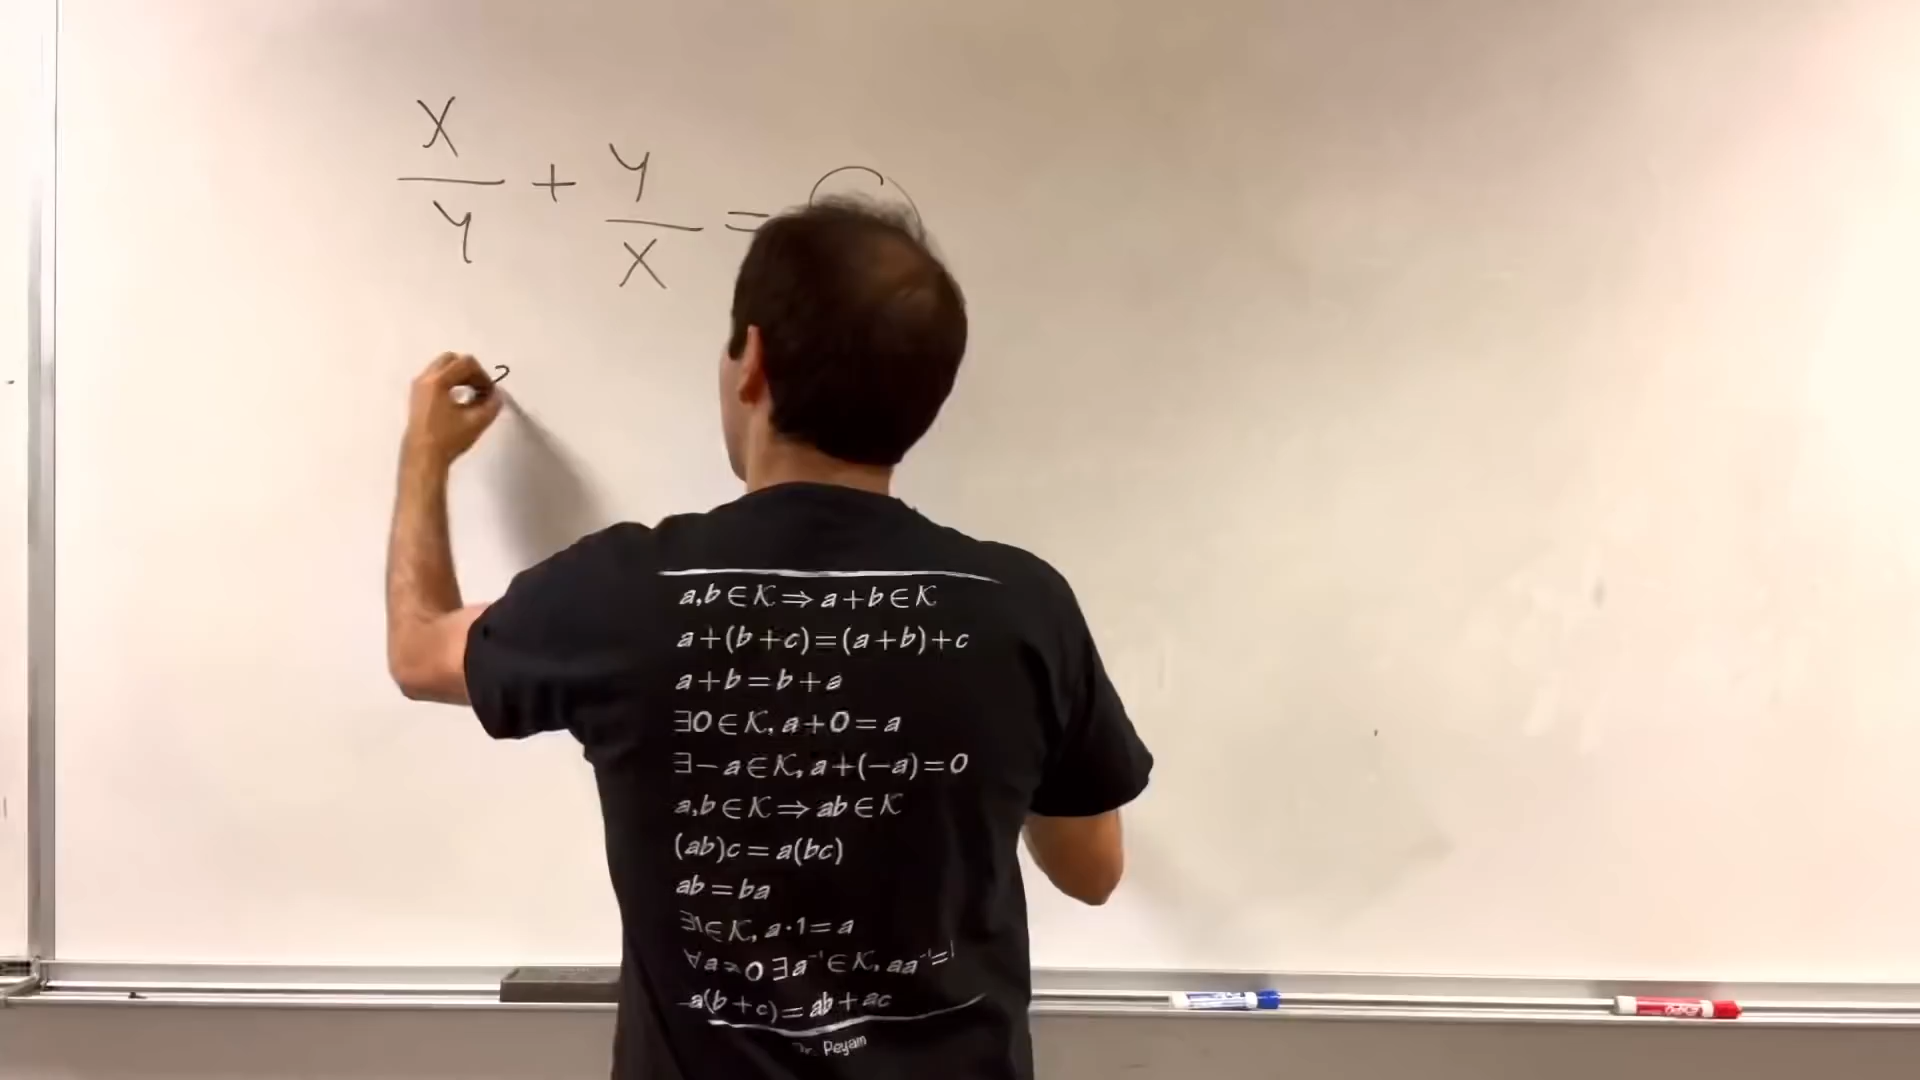 x/y + y/x =
a,b ∈ K ⇒ a+b ∈ K
a+(b+c)=(a+b)+c
a+b=b+a
∃0 ∈ K, a+0=a
∃-a ∈ K, a+(-a)=0
a,b ∈ K ⇒ ab ∈ K
(ab)c=a(bc)
ab=ba
∃1 ∈ K, a·1=a
∀a≠0 ∃a⁻¹ ∈ K, aa⁻¹=1
a(b+c)=ab+ac
Dr. Peyam